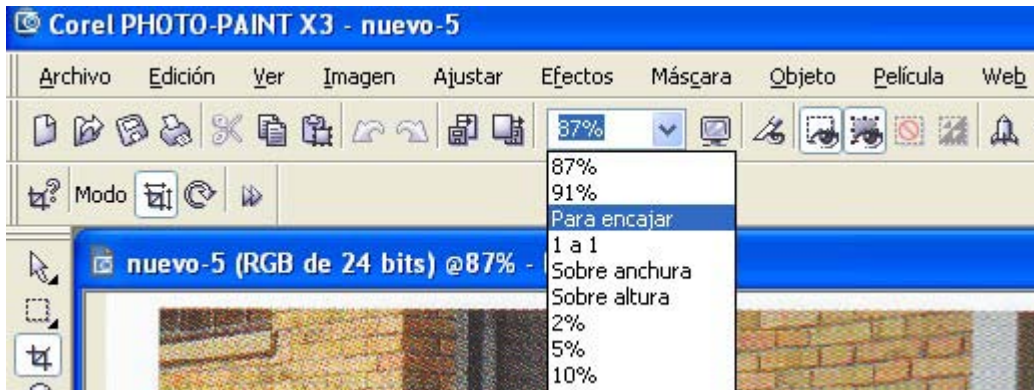 Corel PHOTO-PAINT X3 - nuevo-5
Archivo Edición Ver Imagen Ajustar Efectos Máscara Objeto Película Web
87%
87%
91%
Modo
Para encajar
1 a 1
nuevo-5 (RGB de 24 bits) @87% -
Sobre anchura
Sobre altura
2%
5%
10%